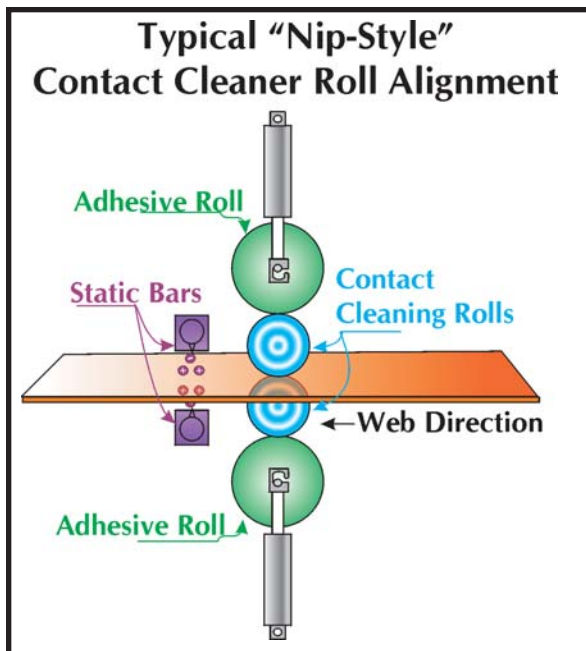 Typical “Nip-Style”
Contact Cleaner Roll Alignment
Adhesive Roll
Static Bars
Contact
Cleaning Rolls
Web Direction
Adhesive Roll